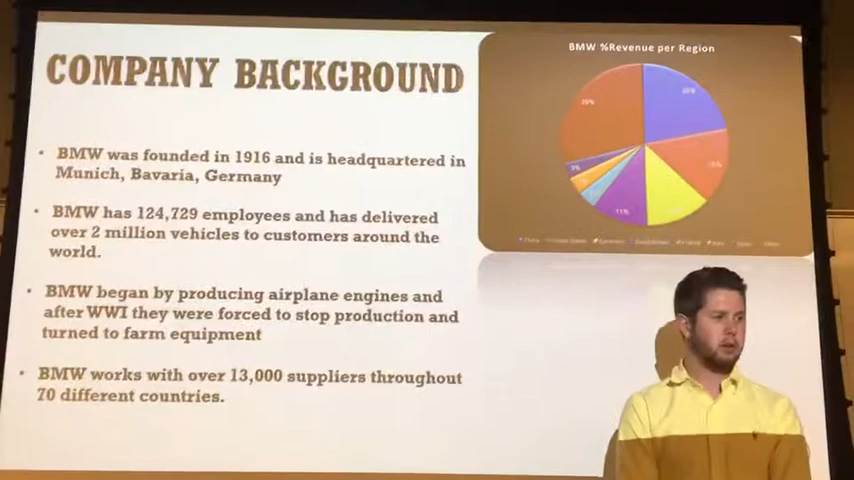 COMPANY BACKGROUND
BMW %Revenue per Region
• BMW was founded in 1916 and is headquartered in
Munich, Bavaria, Germany
• BMW has 124,729 employees and has delivered
over 2 million vehicles to customers around the
world.
• BMW began by producing airplane engines and
after WWI they were forced to stop production and
turned to farm equipment
• BMW works with over 13,000 suppliers throughout
70 different countries.
11%